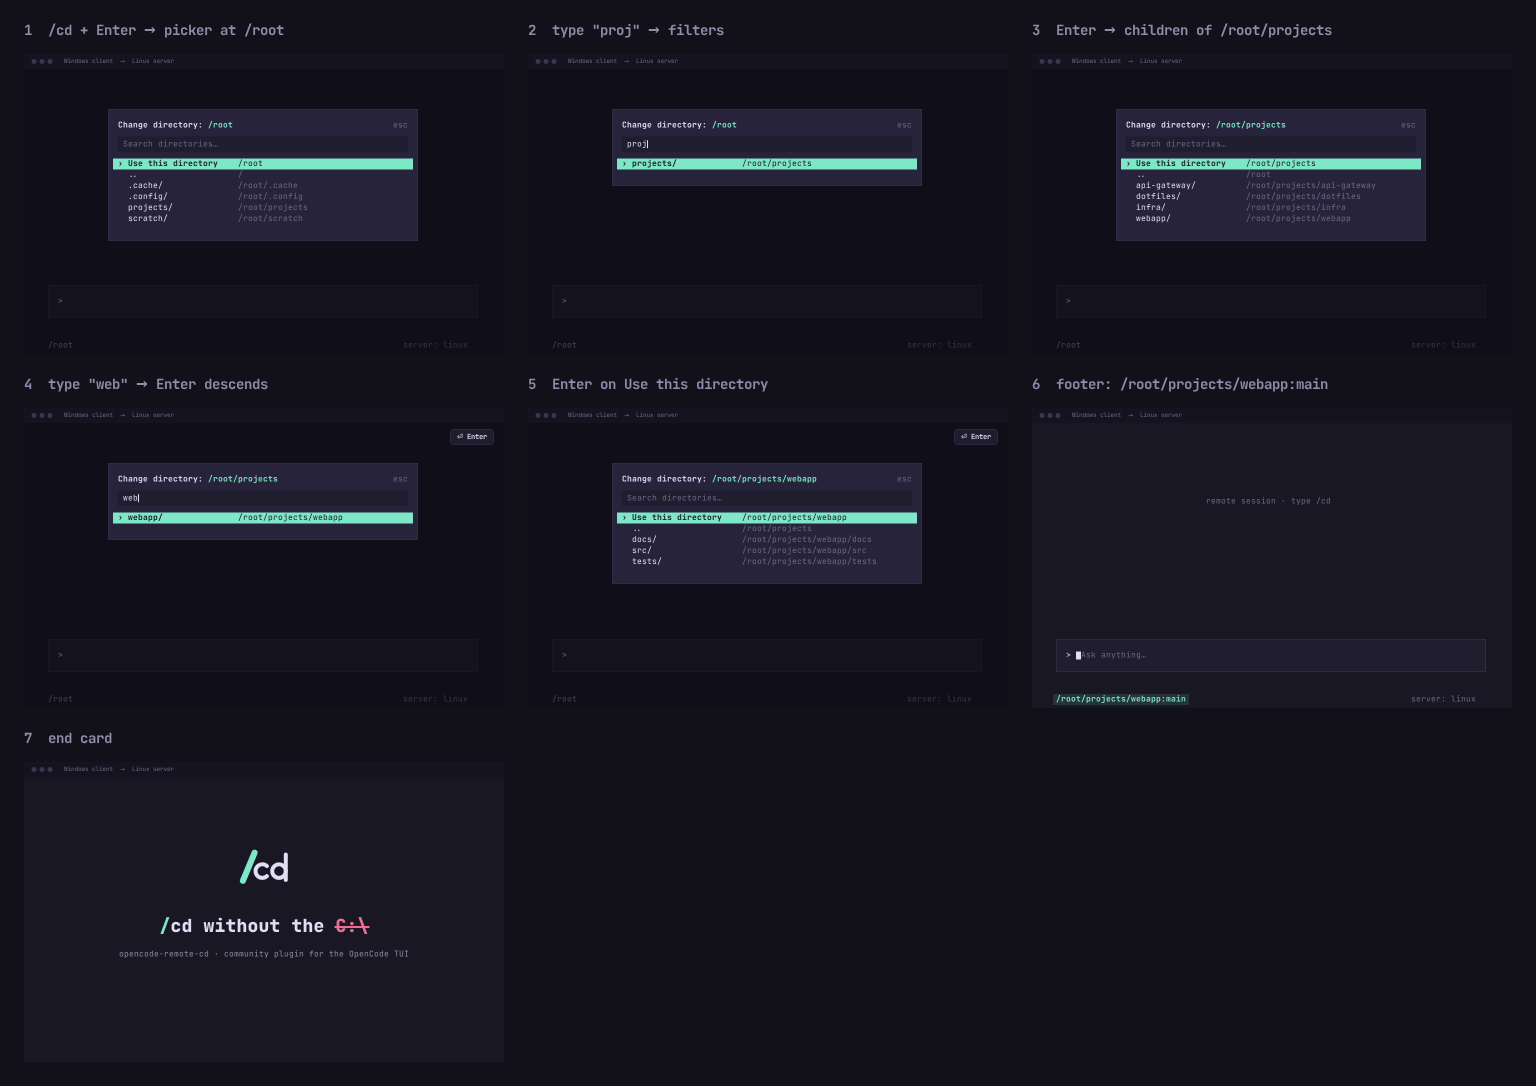 1 /cd + Enter → picker at /root
Windows client → Linux server
Change directory: /root esc
Search directories…
› Use this directory /root
.. /
.cache/ /root/.cache
.config/ /root/.config
projects/ /root/projects
scratch/ /root/scratch
>
/root server: linux
2 type "proj" → filters
Windows client → Linux server
Change directory: /root esc
proj
› projects/ /root/projects
>
/root server: linux
3 Enter → children of /root/projects
Windows client → Linux server
Change directory: /root/projects esc
Search directories…
› Use this directory /root/projects
.. /root
api-gateway/ /root/projects/api-gateway
dotfiles/ /root/projects/dotfiles
infra/ /root/projects/infra
webapp/ /root/projects/webapp
>
/root server: linux
4 type "web" → Enter descends
Windows client → Linux server
⏎ Enter
Change directory: /root/projects esc
web
› webapp/ /root/projects/webapp
>
/root server: linux
5 Enter on Use this directory
Windows client → Linux server
⏎ Enter
Change directory: /root/projects/webapp esc
Search directories…
› Use this directory /root/projects/webapp
.. /root/projects
docs/ /root/projects/webapp/docs
src/ /root/projects/webapp/src
tests/ /root/projects/webapp/tests
>
/root server: linux
6 footer: /root/projects/webapp:main
Windows client → Linux server
remote session · type /cd
> Ask anything…
/root/projects/webapp:main server: linux
7 end card
Windows client → Linux server
/cd
/cd without the C:\
opencode-remote-cd · community plugin for the OpenCode TUI